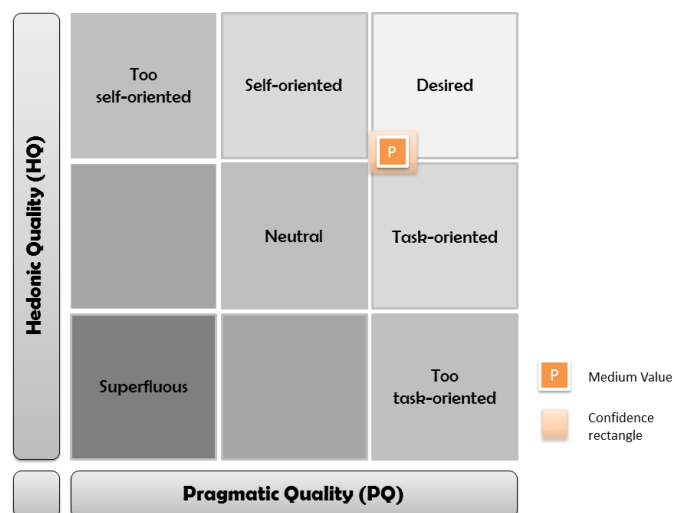 Hedonic Quality (HQ)
Too
self-oriented
Self-oriented
Desired
P
Neutral
Task-oriented
Superfluous
Too
task-oriented
P
Medium Value
Confidence
rectangle
Pragmatic Quality (PQ)